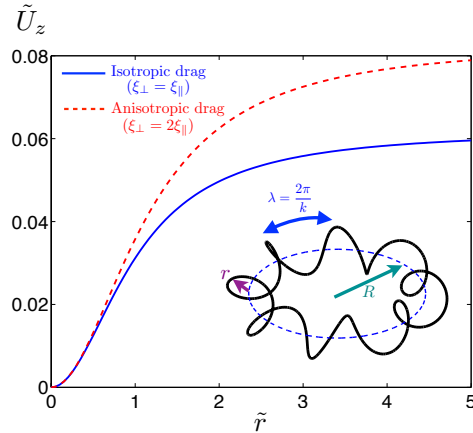 Ũ_z
0.08
0.06
0.04
0.02
0
Isotropic drag
(ξ⊥ = ξ∥)
Anisotropic drag
(ξ⊥ = 2ξ∥)
λ = 2π/k
r
R
0 1 2 3 4 5
r̃